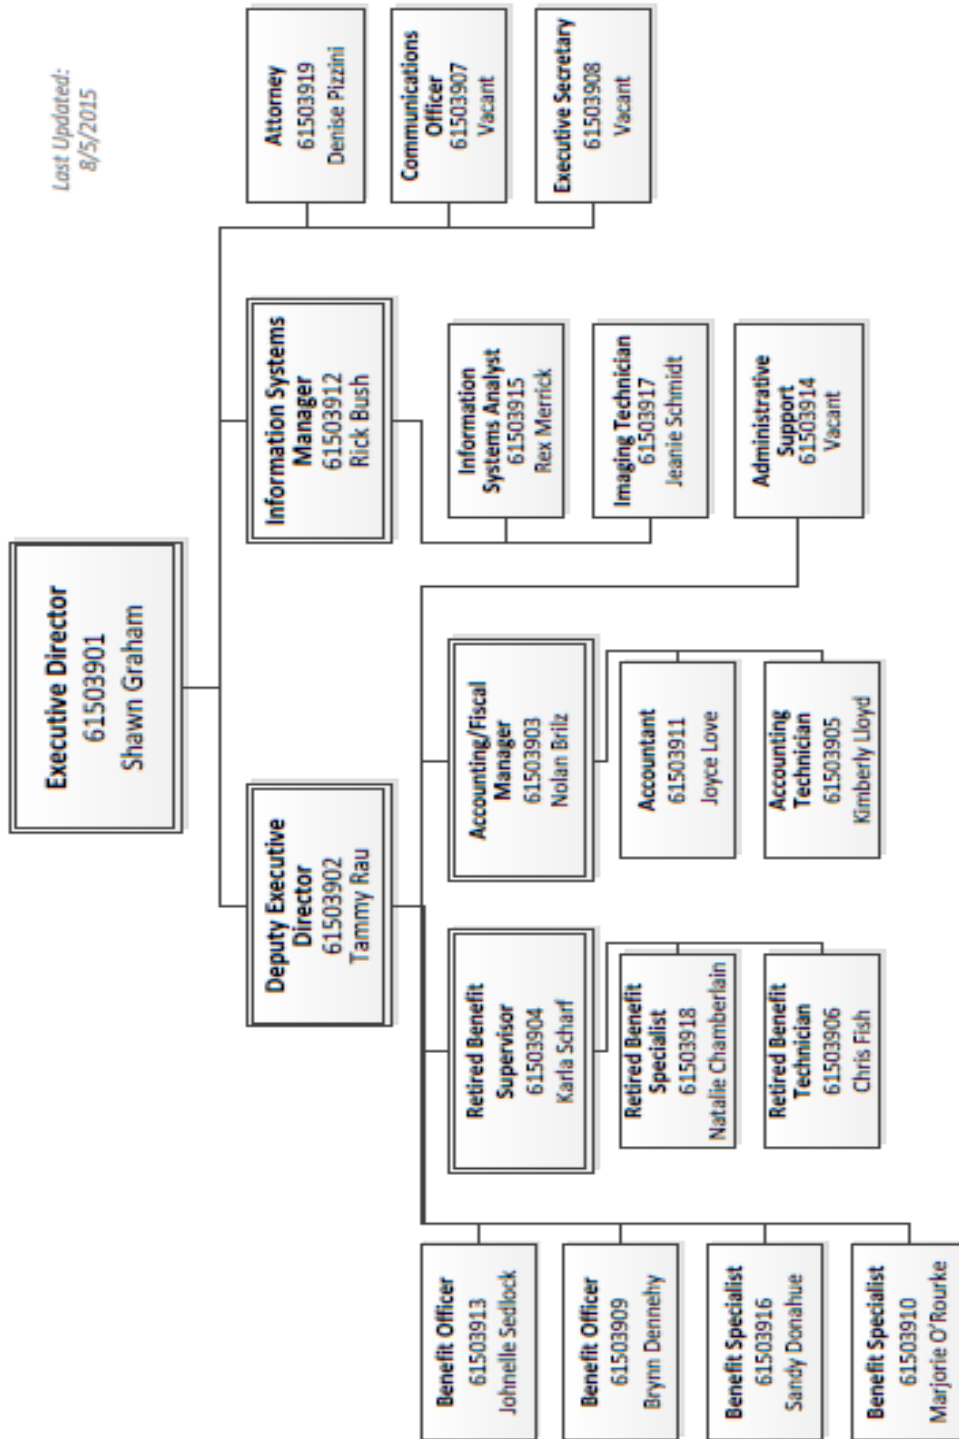 Last Updated:
8/5/2015
Executive Director
61503901
Shawn Graham
Deputy Executive
Director
61503902
Tammy Rau
Information Systems
Manager
61503912
Rick Bush
Attorney
61503919
Denise Pizzini
Communications
Officer
61503907
Vacant
Executive Secretary
61503908
Vacant
Benefit Officer
61503913
Johnelle Sedlock
Benefit Officer
61503909
Brynn Dennehy
Benefit Specialist
61503916
Sandy Donahue
Benefit Specialist
61503910
Marjorie O'Rourke
Retired Benefit
Supervisor
61503904
Karla Scharf
Retired Benefit
Specialist
61503918
Natalie Chamberlain
Retired Benefit
Technician
61503906
Chris Fish
Accounting/Fiscal
Manager
61503903
Nolan Brilz
Accountant
61503911
Joyce Love
Accounting
Technician
61503905
Kimberly Lloyd
Information
Systems Analyst
61503915
Rex Merrick
Imaging Technician
61503917
Jeanie Schmidt
Administrative
Support
61503914
Vacant